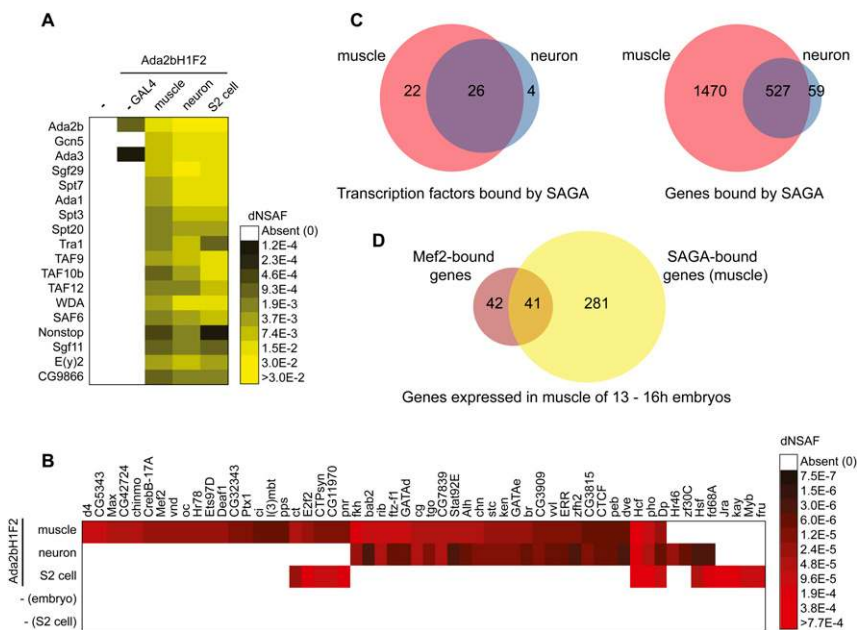 A
Ada2bH1F2
-
- GAL4
muscle
neuron
S2 cell
Ada2b
Gcn5
Ada3
Sgf29
Spt7
Ada1
Spt3
Spt20
Tra1
TAF9
TAF10b
TAF12
WDA
SAF6
Nonstop
Sgf11
E(y)2
CG9866
dNSAF
Absent (0)
1.2E-4
2.3E-4
4.6E-4
9.3E-4
1.9E-3
3.7E-3
7.4E-3
1.5E-2
3.0E-2
>3.0E-2
C
muscle
neuron
22
26
4
Transcription factors bound by SAGA
muscle
neuron
1470
527
59
Genes bound by SAGA
D
Mef2-bound
genes
SAGA-bound
genes (muscle)
42
41
281
Genes expressed in muscle of 13 - 16h embryos
B
d4
CG5343
Max
CG42724
chinmo
CrebB-17A
Mef2
vnd
oc
Hr78
Ets97D
Deaf1
CG32343
Ptx1
ci
l(3)mbt
pps
ct
E2f2
CTPsyn
CG11970
pnr
fkh
bab2
rib
ftz-f1
GATAd
cg
tgo
CG7839
Stat92E
Alh
chn
stc
ken
GATAe
br
CG3909
vvl
ERR
zfh2
CG3815
CTCF
peb
dve
Hcf
pho
Dp
Hr46
zf30C
Hsf
fd68A
Jra
kay
Myb
fru
Ada2bH1F2
muscle
neuron
S2 cell
- (embryo)
- (S2 cell)
dNSAF
Absent (0)
7.5E-7
1.5E-6
3.0E-6
6.0E-6
1.2E-5
2.4E-5
4.8E-5
9.6E-5
1.9E-4
3.8E-4
>7.7E-4